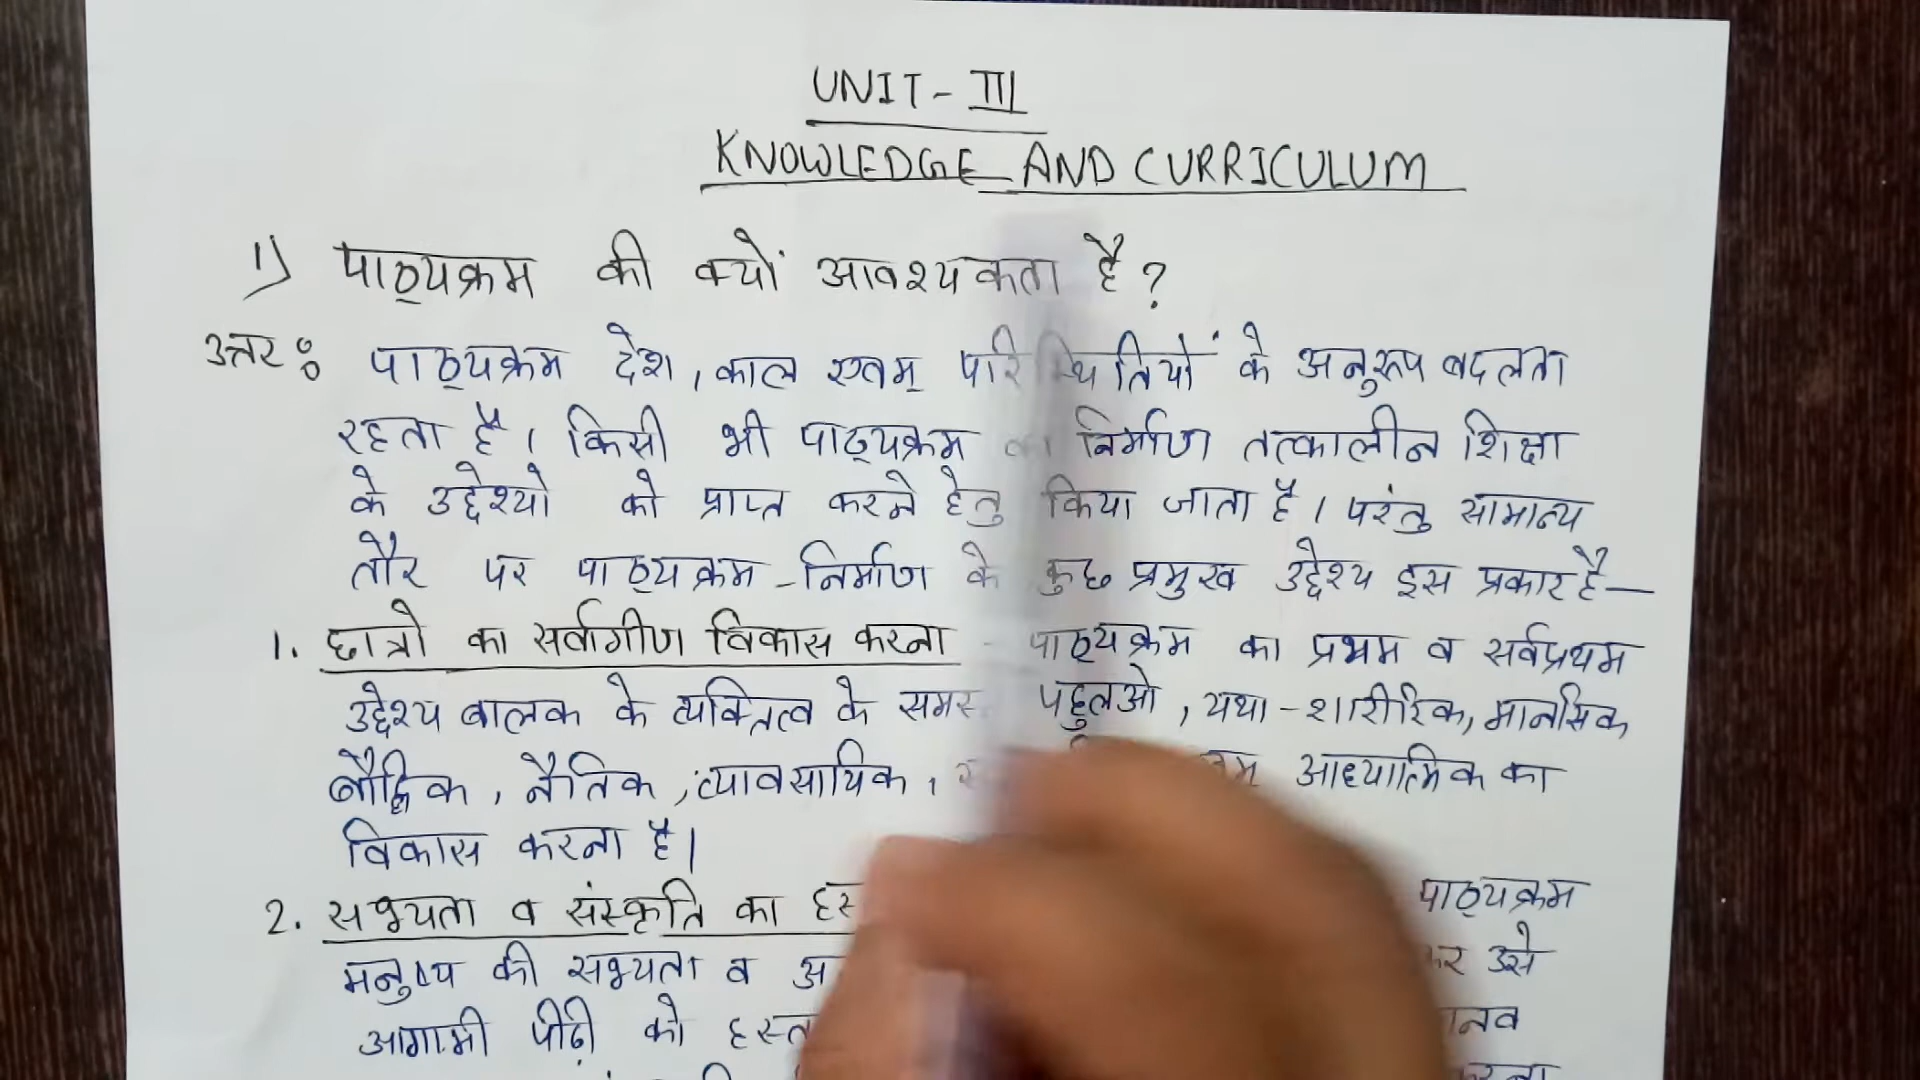 UNIT - III
KNOWLEDGE AND CURRICULUM
1) पाठ्यक्रम की क्यों आवश्यकता है ?
उत्तर: पाठ्यक्रम देश, काल एवम् परिस्थितियों के अनुरूप बदलता
रहता है। किसी भी पाठ्यक्रम का निर्माण तत्कालीन शिक्षा
के उद्देश्यो को प्राप्त करने हेतु किया जाता है। परंतु सामान्य
तौर पर पाठ्यक्रम-निर्माण के कुछ प्रमुख उद्देश्य इस प्रकार है—
1. छात्रो का सर्वागीण विकास करना - पाठ्यक्रम का प्रथम व सर्वप्रथम
उद्देश्य बालक के व्यक्तित्व के पहुलओ, यथा - शारीरिक, मानसिक
बौद्धिक, नैतिक, व्यावसायिक, आध्यात्मिक का
विकास करना है।
2. सभ्यता व संस्कृति का पाठ्यक्रम
मनुष्य की सभ्यता व उसे
आगामी पीढ़ी को